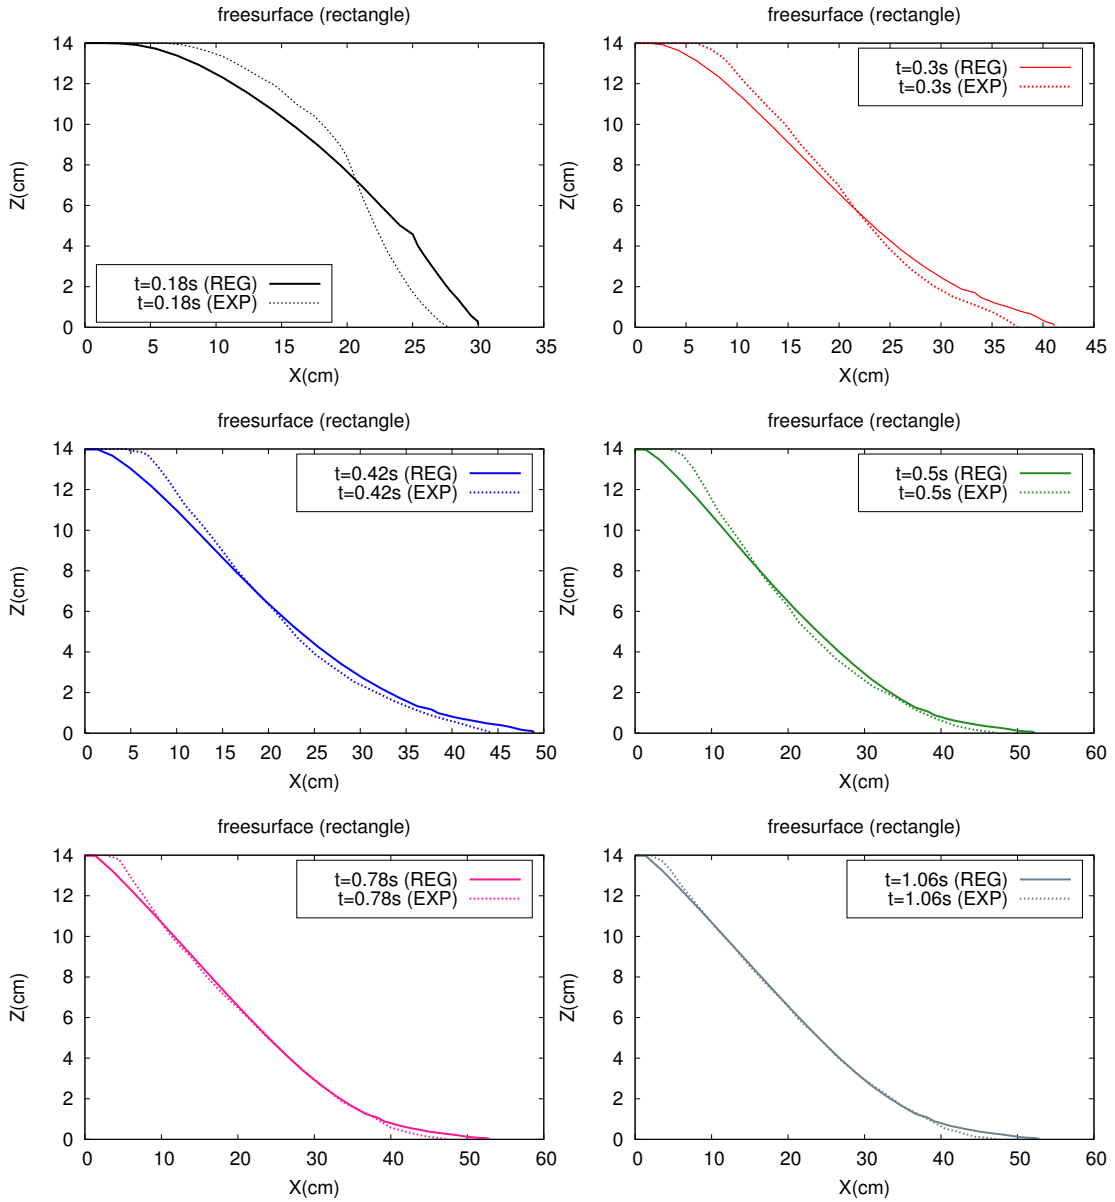 freesurface (rectangle)
14
12
10
8
6
4
2
0
Z(cm)
t=0.18s (REG)
t=0.18s (EXP)
0 5 10 15 20 25 30 35
X(cm)
freesurface (rectangle)
14
12
10
8
6
4
2
0
Z(cm)
t=0.3s (REG)
t=0.3s (EXP)
0 5 10 15 20 25 30 35 40 45
X(cm)
freesurface (rectangle)
14
12
10
8
6
4
2
0
Z(cm)
t=0.42s (REG)
t=0.42s (EXP)
0 5 10 15 20 25 30 35 40 45 50
X(cm)
freesurface (rectangle)
14
12
10
8
6
4
2
0
Z(cm)
t=0.5s (REG)
t=0.5s (EXP)
0 10 20 30 40 50 60
X(cm)
freesurface (rectangle)
14
12
10
8
6
4
2
0
Z(cm)
t=0.78s (REG)
t=0.78s (EXP)
0 10 20 30 40 50 60
X(cm)
freesurface (rectangle)
14
12
10
8
6
4
2
0
Z(cm)
t=1.06s (REG)
t=1.06s (EXP)
0 10 20 30 40 50 60
X(cm)